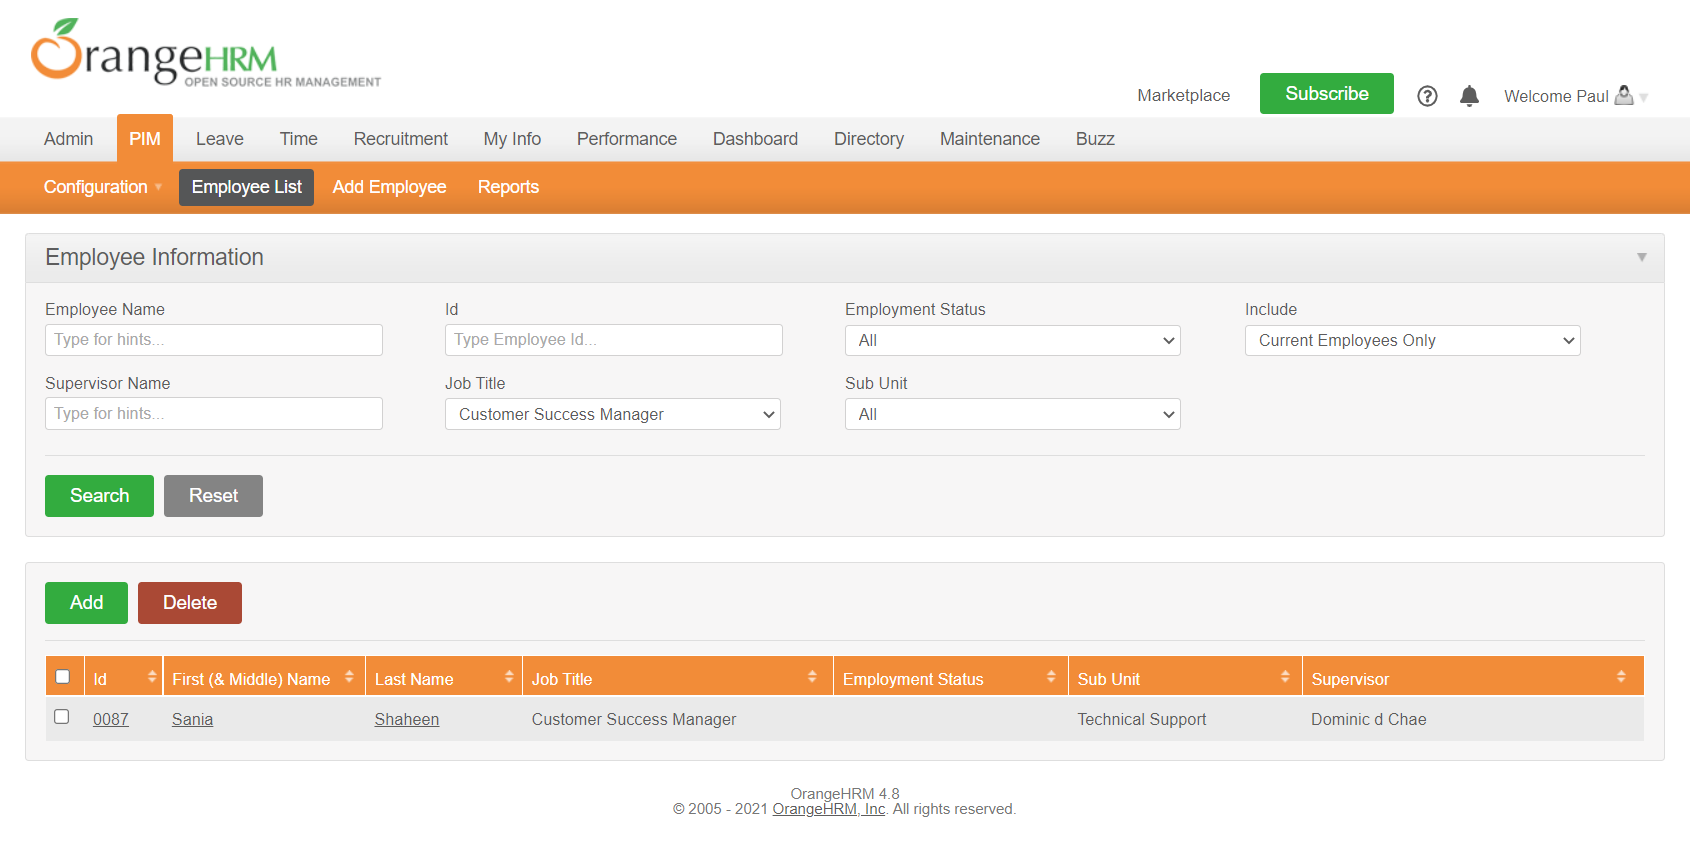 OrangeHRM
OPEN SOURCE HR MANAGEMENT
Marketplace Subscribe Welcome Paul
Admin PIM Leave Time Recruitment My Info Performance Dashboard Directory Maintenance Buzz
Configuration Employee List Add Employee Reports
Employee Information
Employee Name Id Employment Status Include
Type for hints... Type Employee Id... All Current Employees Only
Supervisor Name Job Title Sub Unit
Type for hints... Customer Success Manager All
Search Reset
Add Delete
Id First (& Middle) Name Last Name Job Title Employment Status Sub Unit Supervisor
0087 Sania Shaheen Customer Success Manager Technical Support Dominic d Chae
OrangeHRM 4.8
© 2005 - 2021 OrangeHRM, Inc. All rights reserved.